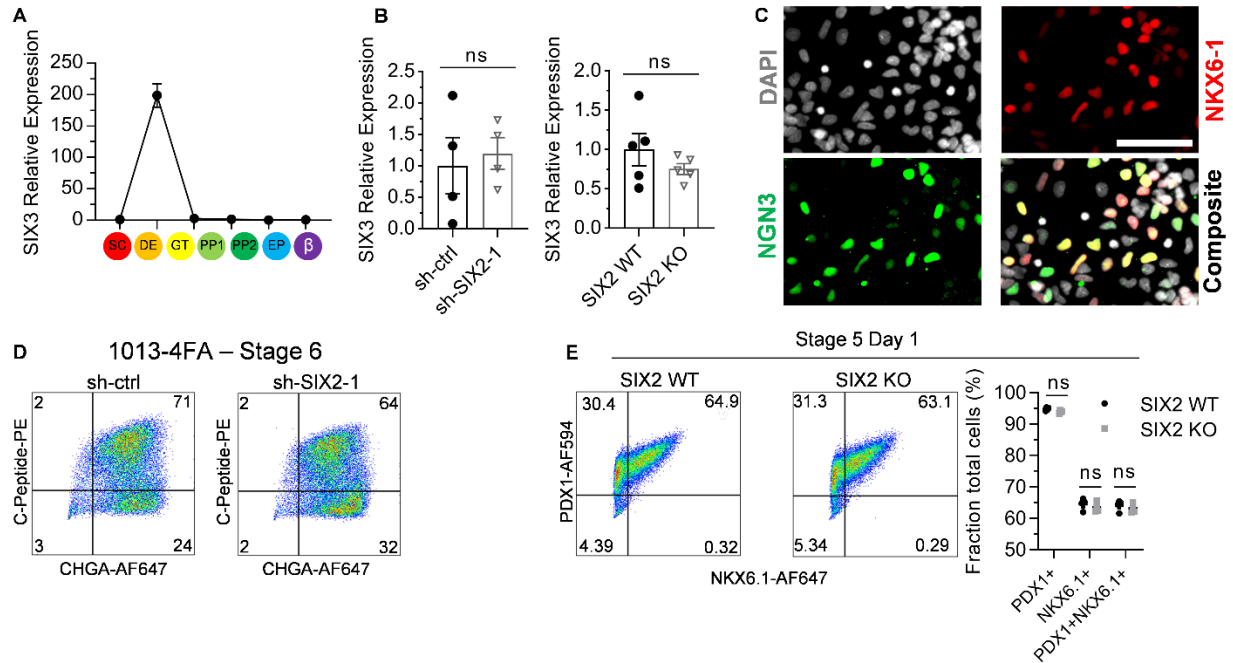 A
SIX3 Relative Expression
250
200
150
100
50
0
SC
DE
GT
PP1
PP2
EP
β
B
SIX3 Relative Expression
2.5
2.0
1.5
1.0
0.5
0.0
ns
sh-ctrl
sh-SIX2-1
SIX3 Relative Expression
2.0
1.5
1.0
0.5
0.0
ns
SIX2 WT
SIX2 KO
C
DAPI
NKX6-1
NGN3
Composite
D
1013-4FA – Stage 6
sh-ctrl
2
71
3
24
C-Peptide-PE
CHGA-AF647
sh-SIX2-1
2
64
2
32
C-Peptide-PE
CHGA-AF647
E
Stage 5 Day 1
SIX2 WT
30.4
64.9
4.39
0.32
PDX1-AF594
SIX2 KO
31.3
63.1
5.34
0.29
NKX6.1-AF647
Fraction total cells (%)
100
90
80
70
60
50
ns
ns
ns
SIX2 WT
SIX2 KO
PDX1+
NKX6.1+
PDX1+NKX6.1+